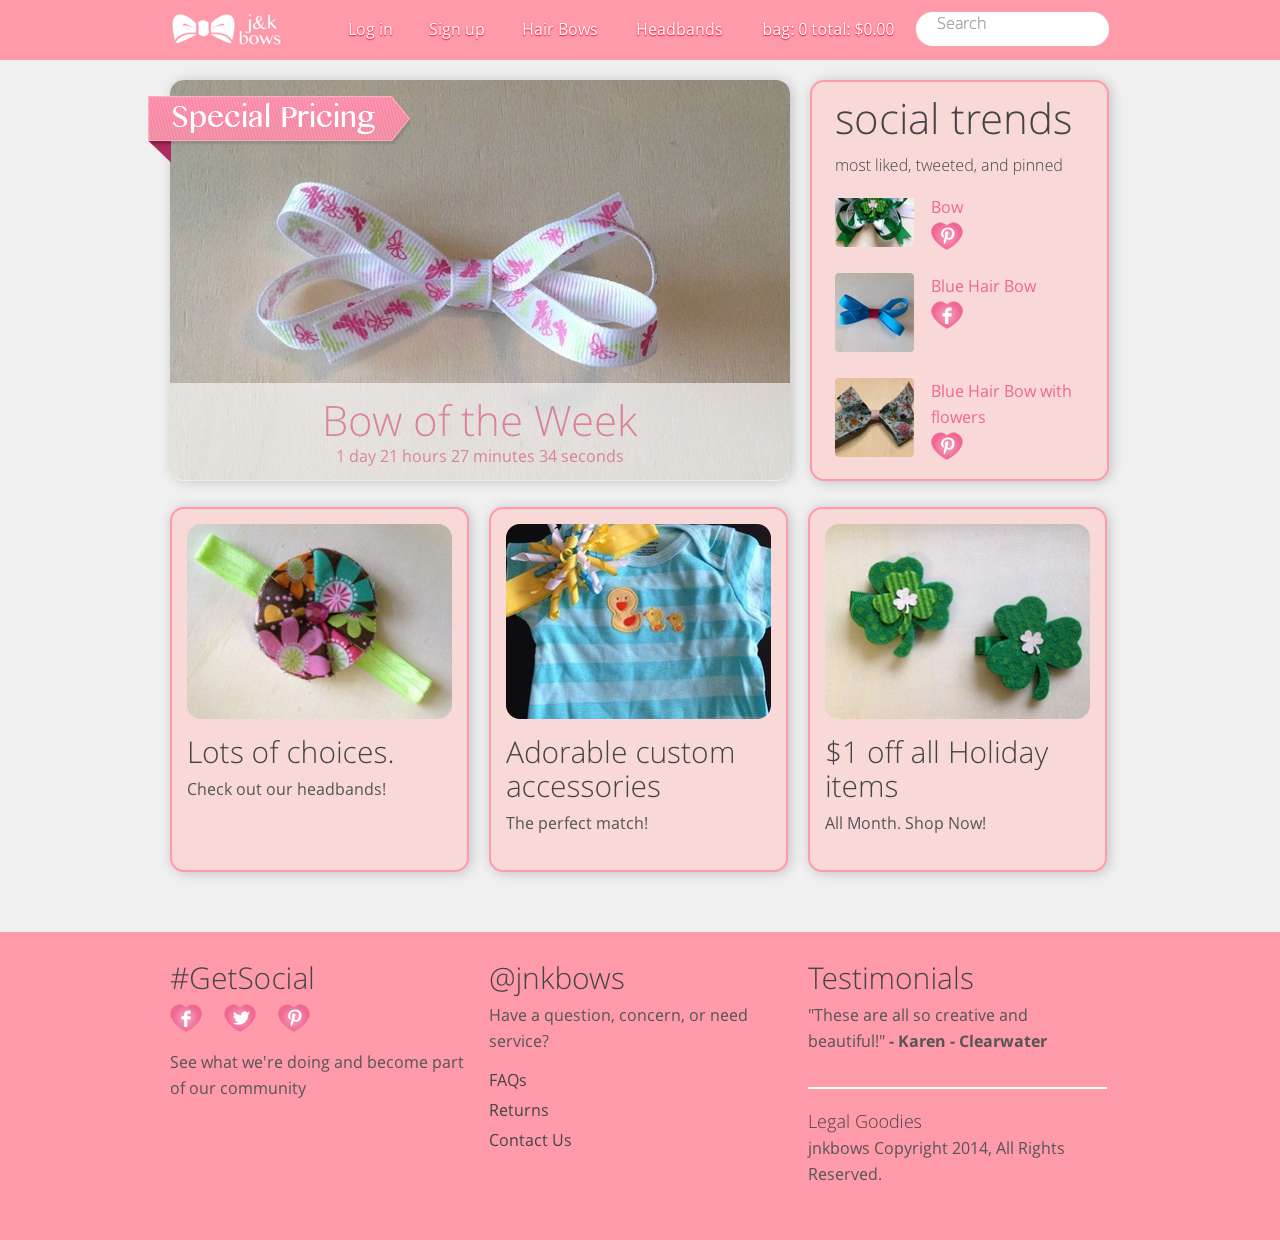 j&k
bows
Log in
Sign up
Hair Bows
Headbands
bag: 0 total: $0.00
Search
Special Pricing
Bow of the Week
1 day 21 hours 27 minutes 34 seconds
social trends
most liked, tweeted, and pinned
Bow
Blue Hair Bow
Blue Hair Bow with
flowers
Lots of choices.
Check out our headbands!
Adorable custom
accessories
The perfect match!
$1 off all Holiday
items
All Month. Shop Now!
#GetSocial
See what we're doing and become part
of our community
@jnkbows
Have a question, concern, or need
service?
FAQs
Returns
Contact Us
Testimonials
"These are all so creative and
beautiful!" - Karen - Clearwater
Legal Goodies
jnkbows Copyright 2014, All Rights
Reserved.